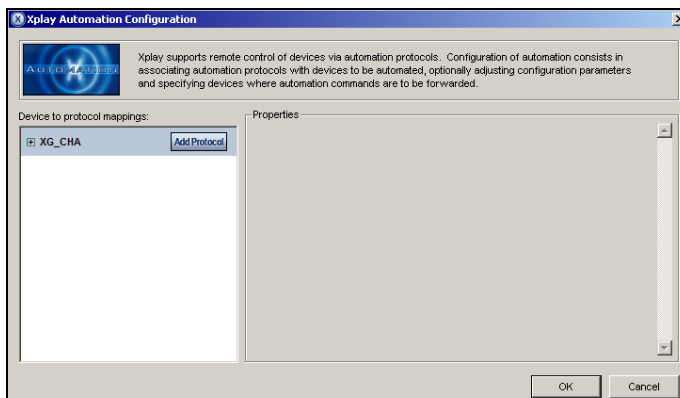 Xplay Automation Configuration
AUTOMATION
Xplay supports remote control of devices via automation protocols. Configuration of automation consists in
associating automation protocols with devices to be automated, optionally adjusting configuration parameters
and specifying devices where automation commands are to be forwarded.
Device to protocol mappings:
Properties
XG_CHA
Add Protocol
OK
Cancel